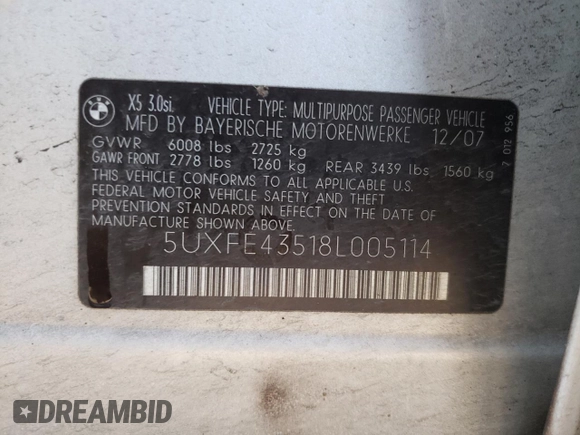 BMW
X5 3.0si
VEHICLE TYPE: MULTIPURPOSE PASSENGER VEHICLE
MFD BY BAYERISCHE MOTORENWERKE 12/07
GVWR 6008 lbs 2725 kg
GAWR FRONT 2778 lbs 1260 kg REAR 3439 lbs 1560 kg
THIS VEHICLE CONFORMS TO ALL APPLICABLE U.S.
FEDERAL MOTOR VEHICLE SAFETY AND THEFT
PREVENTION STANDARDS IN EFFECT ON THE DATE OF
MANUFACTURE SHOWN ABOVE.
5UXFE43518L005114
7 012 956
DREAMBID